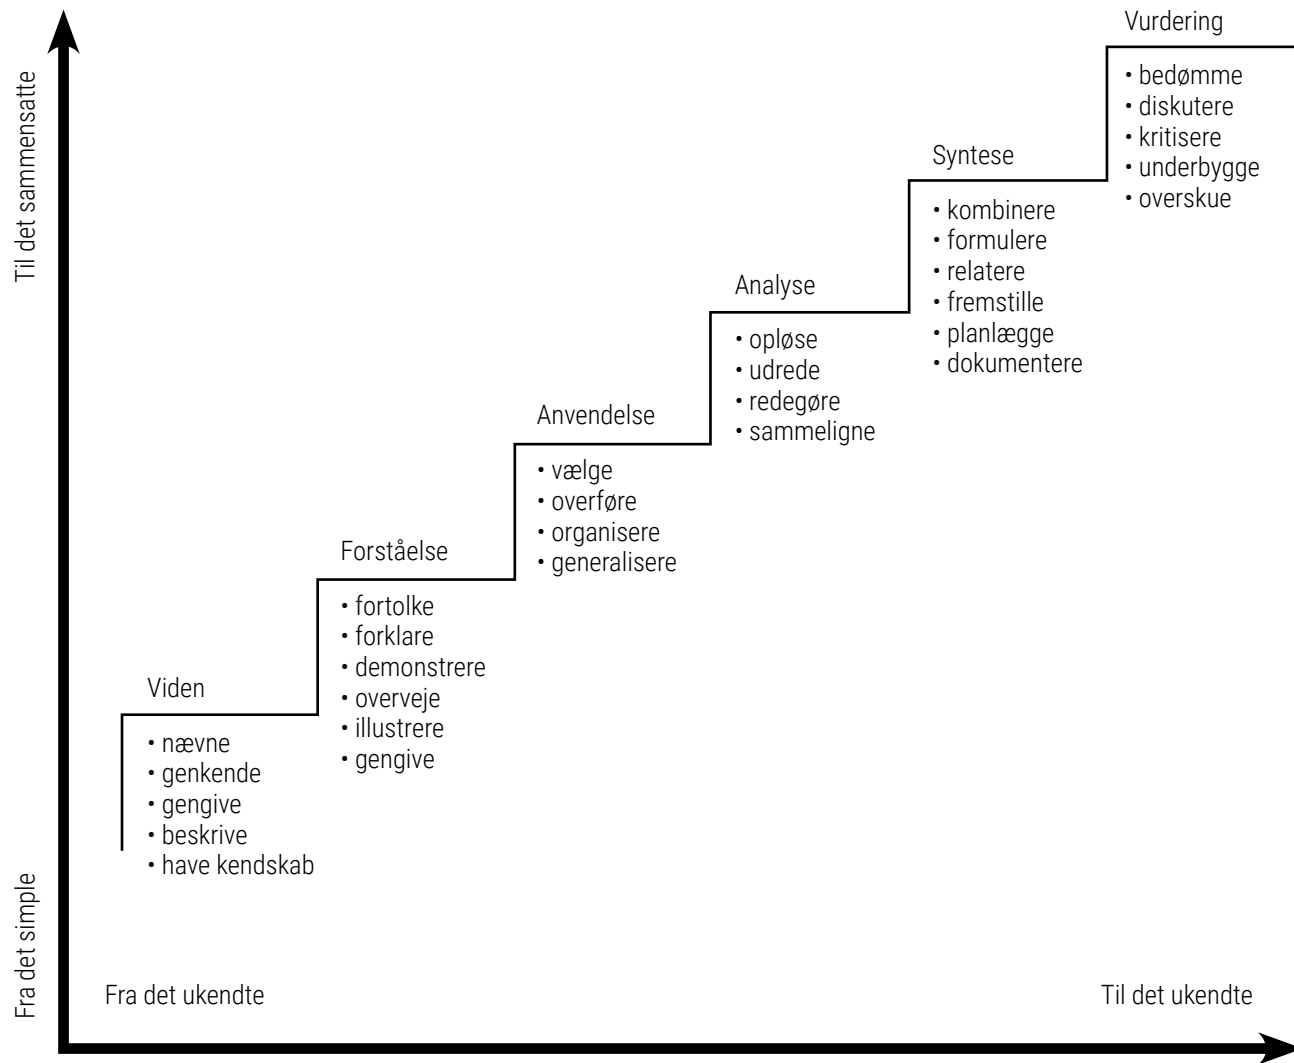 Vurdering
• bedømme
• diskutere
• kritisere
• underbygge
• overskue
Syntese
• kombinere
• formulere
• relatere
• fremstille
• planlægge
• dokumentere
Analyse
• opløse
• udrede
• redegøre
• sammeligne
Anvendelse
• vælge
• overføre
• organisere
• generalisere
Forståelse
• fortolke
• forklare
• demonstrere
• overveje
• illustrere
• gengive
Viden
• nævne
• genkende
• gengive
• beskrive
• have kendskab
Til det sammensatte
Fra det simple
Fra det ukendte
Til det ukendte